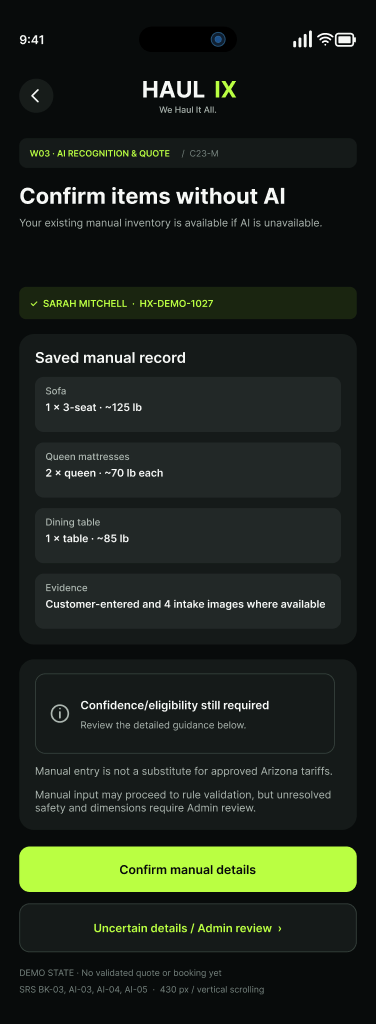 9:41
HAUL IX
We Haul It All.
W03 · AI RECOGNITION & QUOTE / C23-M
Confirm items without AI
Your existing manual inventory is available if AI is unavailable.
✓ SARAH MITCHELL · HX-DEMO-1027
Saved manual record
Sofa
1 × 3-seat · ~125 lb
Queen mattresses
2 × queen · ~70 lb each
Dining table
1 × table · ~85 lb
Evidence
Customer-entered and 4 intake images where available
Confidence/eligibility still required
Review the detailed guidance below.
Manual entry is not a substitute for approved Arizona tariffs.
Manual input may proceed to rule validation, but unresolved
safety and dimensions require Admin review.
Confirm manual details
Uncertain details / Admin review ›
DEMO STATE · No validated quote or booking yet
SRS BK-03, AI-03, AI-04, AI-05 · 430 px / vertical scrolling